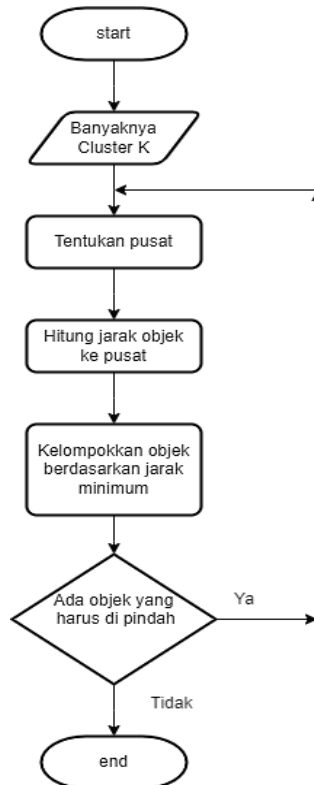 start
Banyaknya
Cluster K
Tentukan pusat
Hitung jarak objek
ke pusat
Kelompokkan objek
berdasarkan jarak
minimum
Ada objek yang
harus di pindah
Ya
Tidak
end